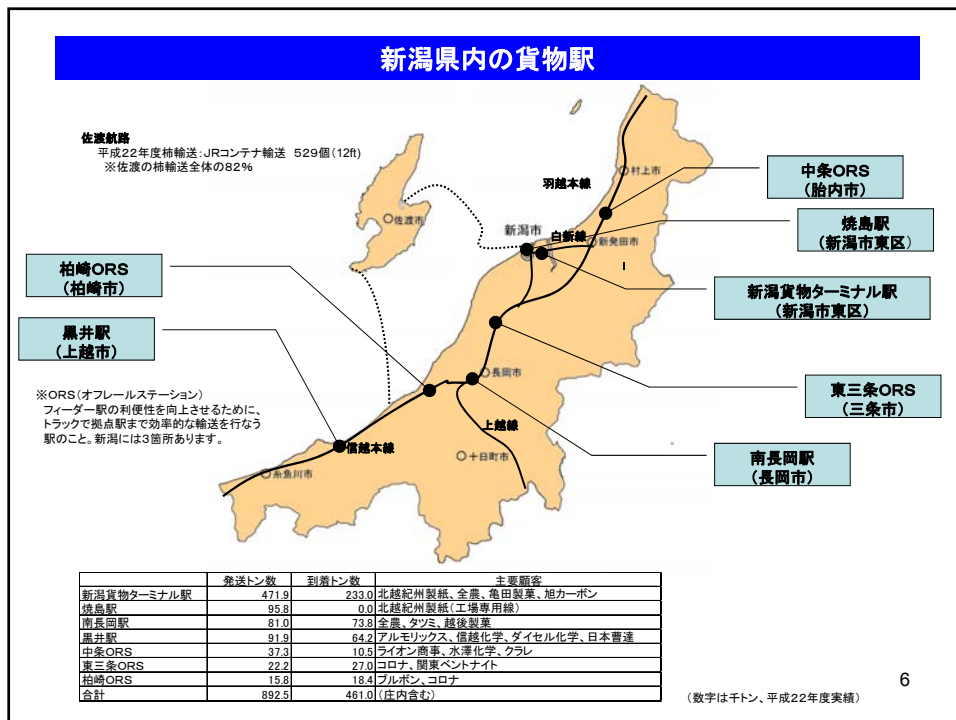 新潟県内の貨物駅
佐渡航路
平成22年度柿輸送：JRコンテナ輸送 529個(12ft)
※佐渡の柿輸送全体の82%
羽越本線
村上市
中条ORS
(胎内市)
佐渡市
新潟市
白新線
新発田市
焼島駅
(新潟市東区)
柏崎ORS
(柏崎市)
新潟貨物ターミナル駅
(新潟市東区)
黒井駅
(上越市)
長岡市
東三条ORS
(三条市)
※ORS(オフレールステーション)
フィーダー駅の利便性を向上させるために、
トラックで拠点駅まで効率的な輸送を行なう
駅のこと。新潟には3箇所あります。
上越線
信越本線
十日町市
南長岡駅
(長岡市)
糸魚川市
発送トン数 到着トン数 主要顧客
新潟貨物ターミナル駅 471.9 233.0 北越紀州製紙、全農、亀田製菓、旭カーボン
焼島駅 95.8 0.0 北越紀州製紙(工場専用線)
南長岡駅 81.0 73.8 全農、タツミ、越後製菓
黒井駅 91.9 64.2 アルモリックス、信越化学、ダイセル化学、日本曹達
中条ORS 37.3 10.5 ライオン商事、水澤化学、クラレ
東三条ORS 22.2 27.0 コロナ、関東ベントナイト
柏崎ORS 15.8 18.4 ブルボン、コロナ
合計 892.5 461.0 (庄内含む)
(数字は千トン、平成22年度実績)
6